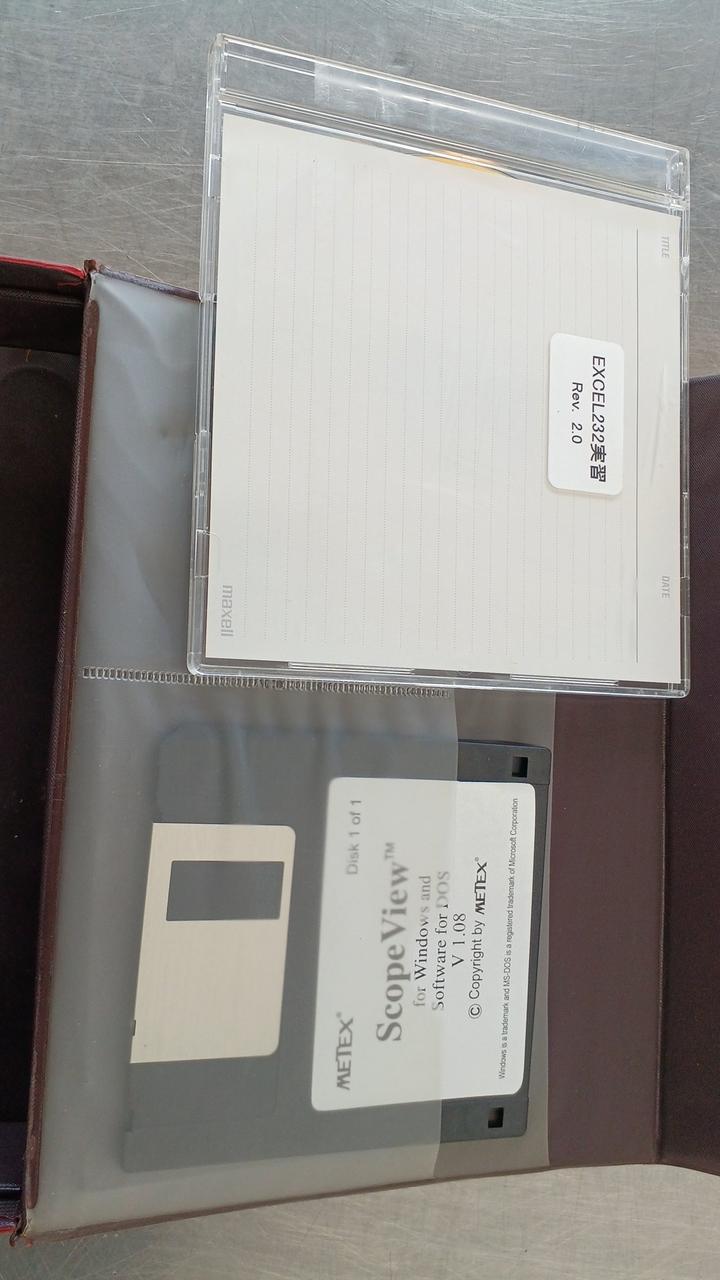 TITLE
DATE
EXCEL232実習
Rev. 2.0
maxell
METEX®
Disk 1 of 1
ScopeView™
for Windows and
Software for DOS
V 1.08
© Copyright by METEX®
Windows is a trademark and MS-DOS is a registered trademark of Microsoft Corporation